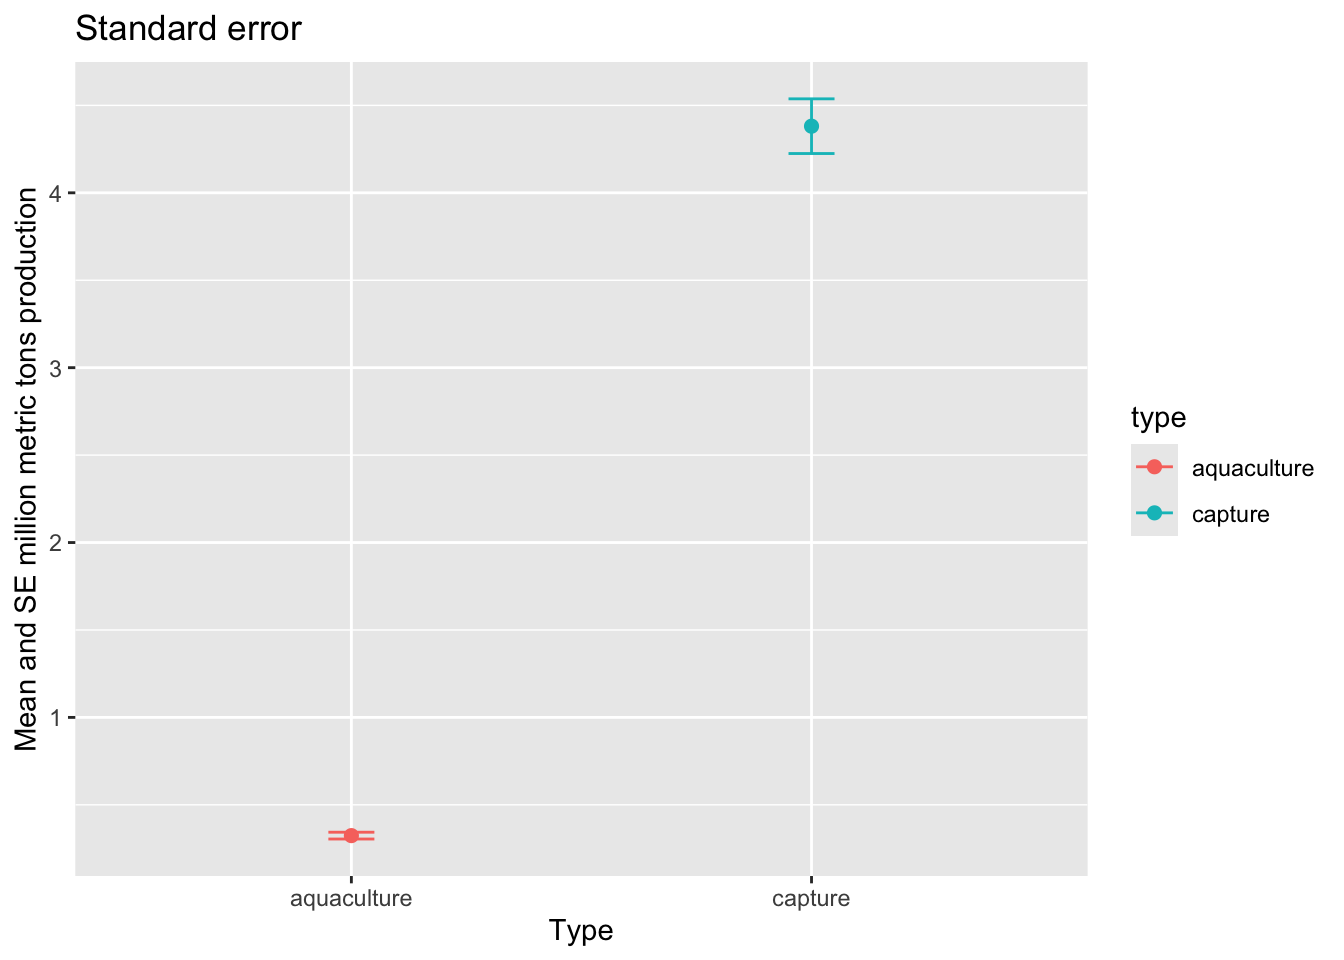 Standard error
Mean and SE million metric tons production
4
3
2
1
aquaculture
capture
Type
type
aquaculture
capture